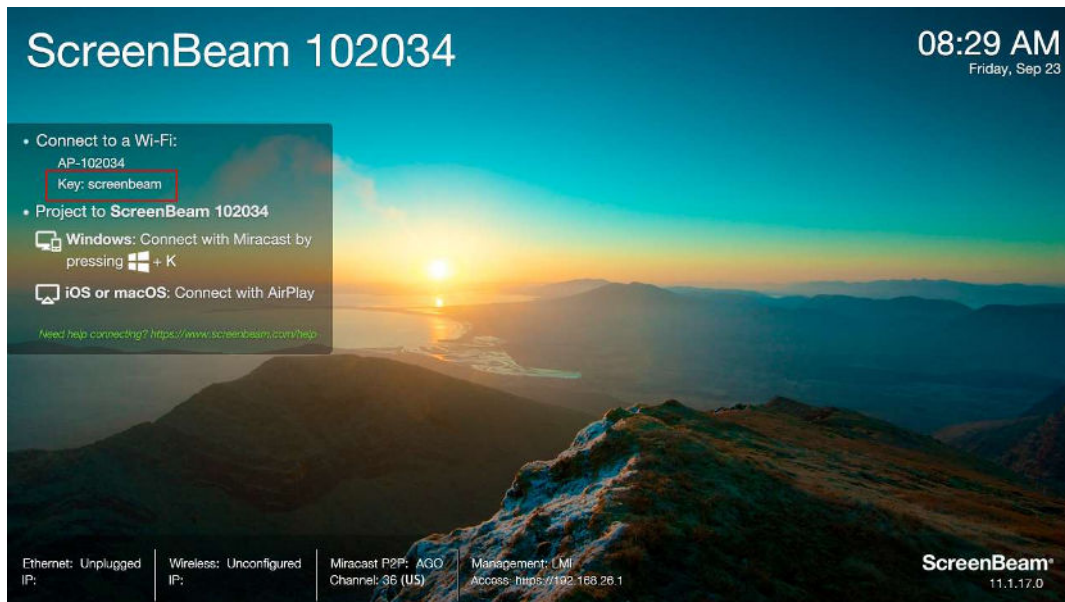 ScreenBeam 102034
08:29 AM
Friday, Sep 23
• Connect to a Wi-Fi:
AP-102034
Key: screenbeam
• Project to ScreenBeam 102034
Windows: Connect with Miracast by
pressing + K
iOS or macOS: Connect with AirPlay
Need help connecting? https://www.screenbeam.com/help
Ethernet: Unplugged
IP:
Wireless: Unconfigured
IP:
Miracast P2P: AGO
Channel: 36 (US)
Management: LMI
Access: https://192.168.26.1
ScreenBeam®
11.1.17.0